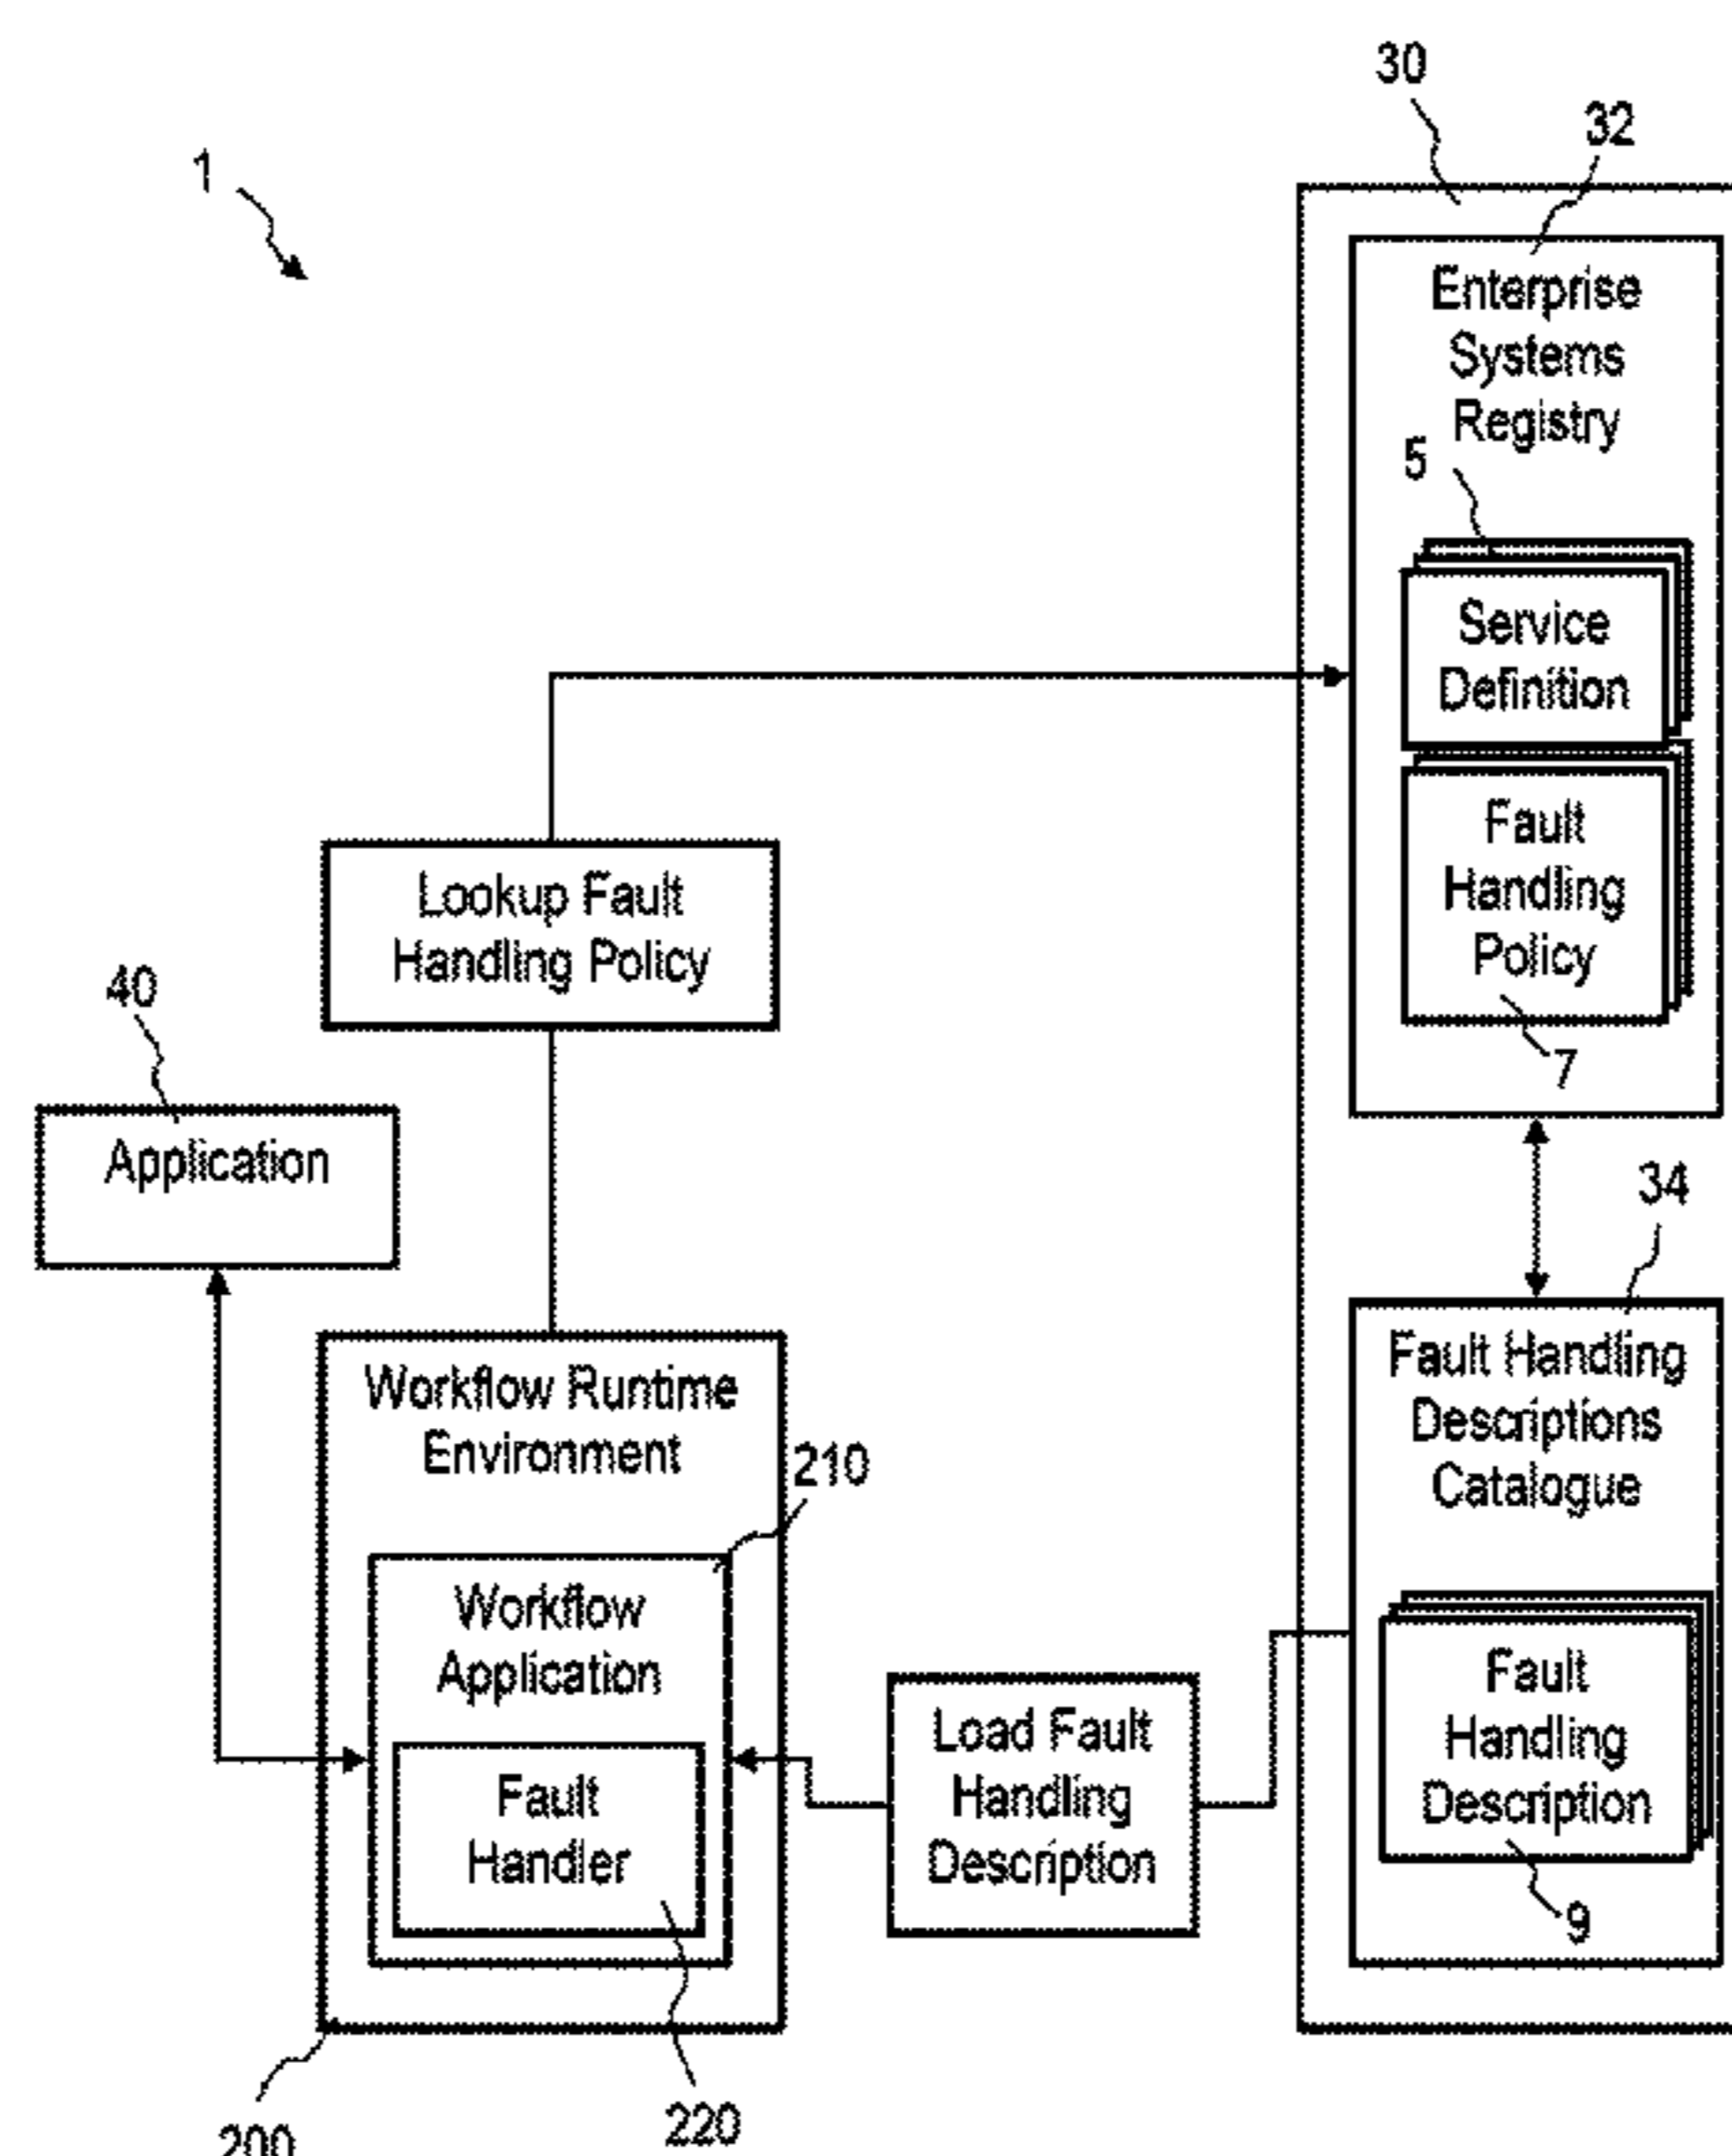 30
32
1
Enterprise
Systems
Registry
5
Service
Definition
Fault
Handling
Policy
7
Lookup Fault
Handling Policy
40
Application
34
Fault Handling
Descriptions
Catalogue
Workflow Runtime
Environment
210
Workflow
Application
Fault
Handler
Load Fault
Handling
Description
Fault
Handling
Description
9
200
220